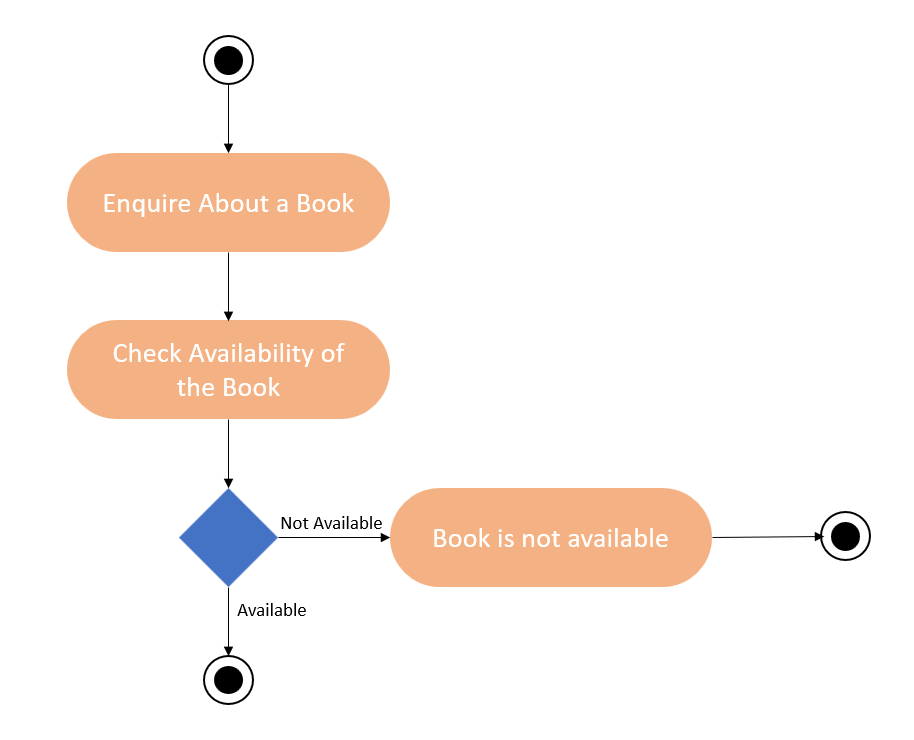 Enquire About a Book
Check Availability of
the Book
Not Available
Book is not available
Available